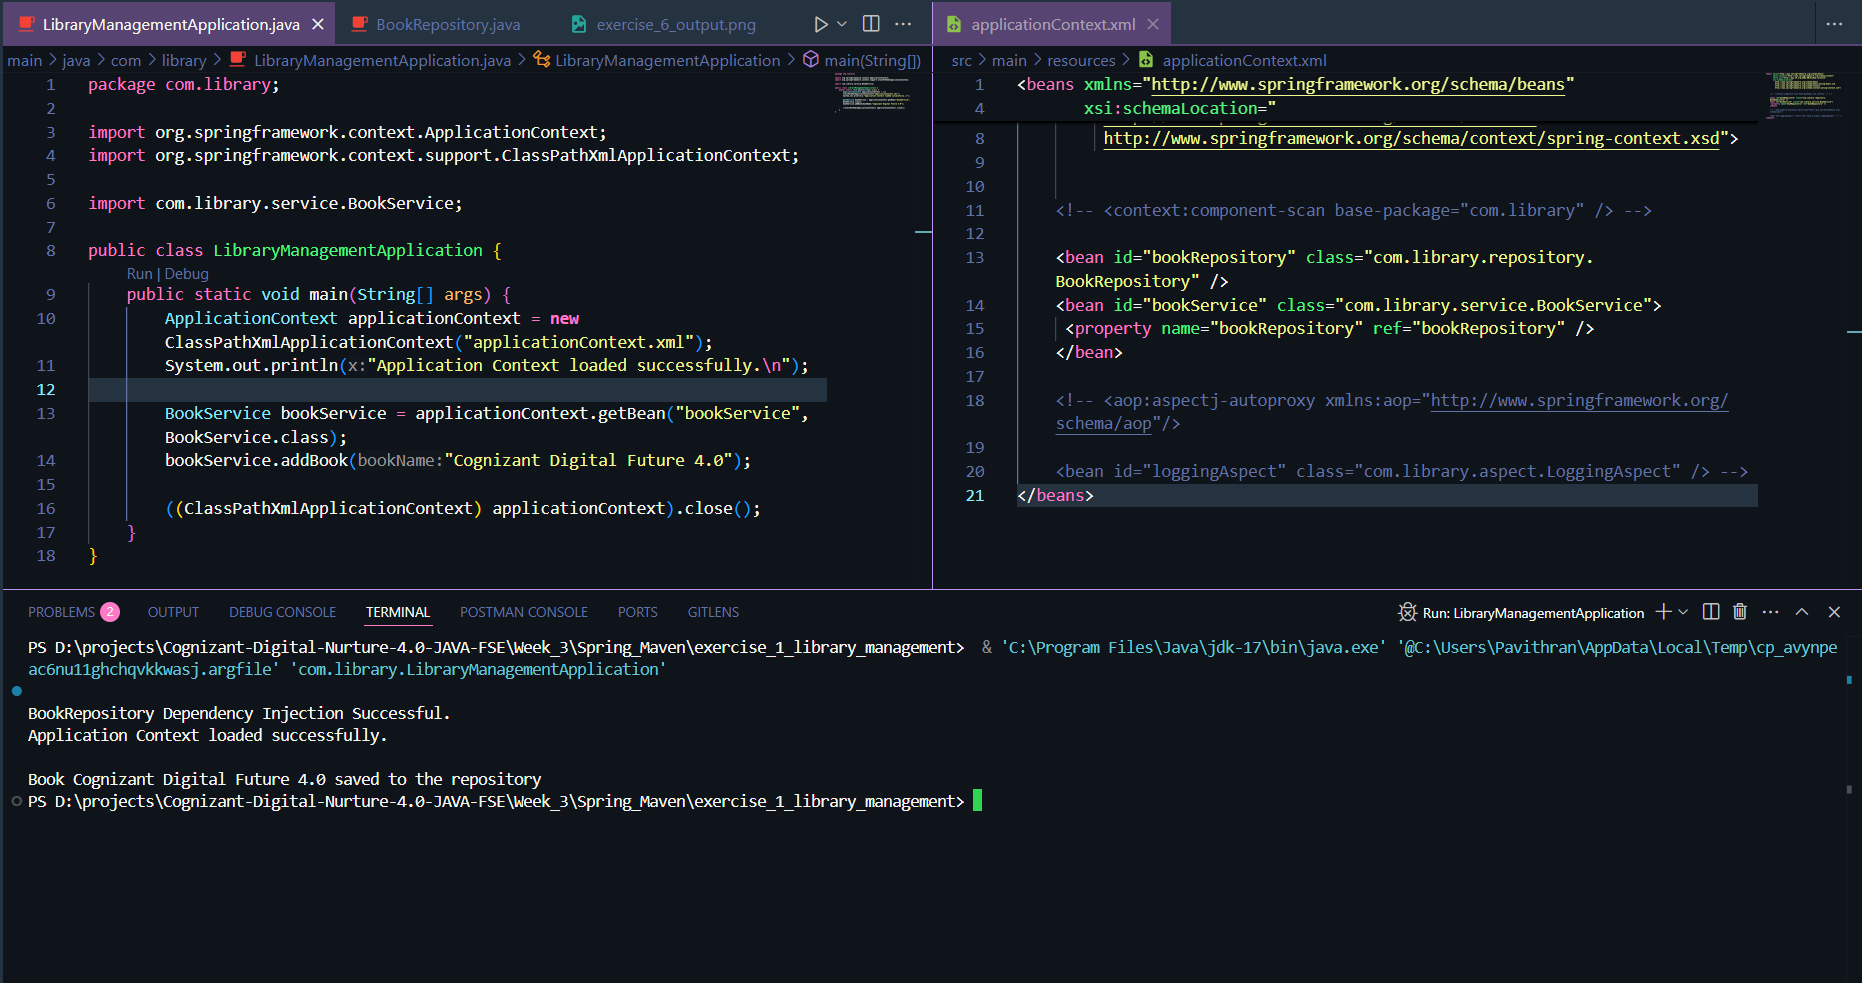 LibraryManagementApplication.java
BookRepository.java
exercise_6_output.png
main > java > com > library > LibraryManagementApplication.java > LibraryManagementApplication > main(String[])
1 package com.library;
2
3 import org.springframework.context.ApplicationContext;
4 import org.springframework.context.support.ClassPathXmlApplicationContext;
5
6 import com.library.service.BookService;
7
8 public class LibraryManagementApplication {
Run | Debug
9 public static void main(String[] args) {
10 ApplicationContext applicationContext = new
ClassPathXmlApplicationContext("applicationContext.xml");
11 System.out.println(x:"Application Context loaded successfully.\n");
12
13 BookService bookService = applicationContext.getBean("bookService",
BookService.class);
14 bookService.addBook(bookName:"Cognizant Digital Future 4.0");
15
16 ((ClassPathXmlApplicationContext) applicationContext).close();
17 }
18 }
applicationContext.xml
src > main > resources > applicationContext.xml
1 <beans xmlns="http://www.springframework.org/schema/beans"
4 xsi:schemaLocation="
8 http://www.springframework.org/schema/context/spring-context.xsd">
9
10
11 <!-- <context:component-scan base-package="com.library" /> -->
12
13 <bean id="bookRepository" class="com.library.repository.
BookRepository" />
14 <bean id="bookService" class="com.library.service.BookService">
15 <property name="bookRepository" ref="bookRepository" />
16 </bean>
17
18 <!-- <aop:aspectj-autoproxy xmlns:aop="http://www.springframework.org/
schema/aop"/>
19
20 <bean id="loggingAspect" class="com.library.aspect.LoggingAspect" /> -->
21 </beans>
PROBLEMS 2 OUTPUT DEBUG CONSOLE TERMINAL POSTMAN CONSOLE PORTS GITLENS
Run: LibraryManagementApplication
PS D:\projects\Cognizant-Digital-Nurture-4.0-JAVA-FSE\Week_3\Spring_Maven\exercise_1_library_management> & 'C:\Program Files\Java\jdk-17\bin\java.exe' '@C:\Users\Pavithran\AppData\Local\Temp\cp_avynpe
ac6nu11ghchqvkkwasj.argfile' 'com.library.LibraryManagementApplication'
BookRepository Dependency Injection Successful.
Application Context loaded successfully.
Book Cognizant Digital Future 4.0 saved to the repository
PS D:\projects\Cognizant-Digital-Nurture-4.0-JAVA-FSE\Week_3\Spring_Maven\exercise_1_library_management>